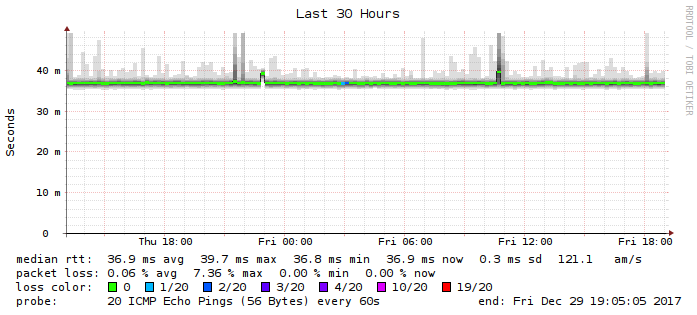 Last 30 Hours
RRDTOOL / TOBI OETIKER
Seconds
40 m
30 m
20 m
10 m
0
Thu 18:00 Fri 00:00 Fri 06:00 Fri 12:00 Fri 18:00
median rtt: 36.9 ms avg 39.7 ms max 36.8 ms min 36.9 ms now 0.3 ms sd 121.1 am/s
packet loss: 0.06 % avg 7.36 % max 0.00 % min 0.00 % now
loss color: 0 1/20 2/20 3/20 4/20 10/20 19/20
probe: 20 ICMP Echo Pings (56 Bytes) every 60s end: Fri Dec 29 19:05:05 2017